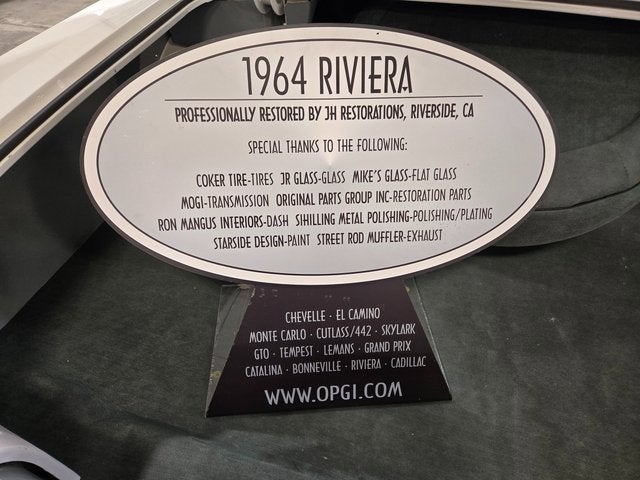 1964 RIVIERA
PROFESSIONALLY RESTORED BY JH RESTORATIONS, RIVERSIDE, CA
SPECIAL THANKS TO THE FOLLOWING:
COKER TIRE-TIRES JR GLASS-GLASS MIKE'S GLASS-FLAT GLASS
MOGI-TRANSMISSION ORIGINAL PARTS GROUP INC-RESTORATION PARTS
RON MANGUS INTERIORS-DASH SIHILLING METAL POLISHING-POLISHING/PLATING
STARSIDE DESIGN-PAINT STREET ROD MUFFLER-EXHAUST
CHEVELLE · EL CAMINO
MONTE CARLO · CUTLASS/442 · SKYLARK
GTO · TEMPEST · LEMANS · GRAND PRIX
CATALINA · BONNEVILLE · RIVIERA · CADILLAC
WWW.OPGI.COM